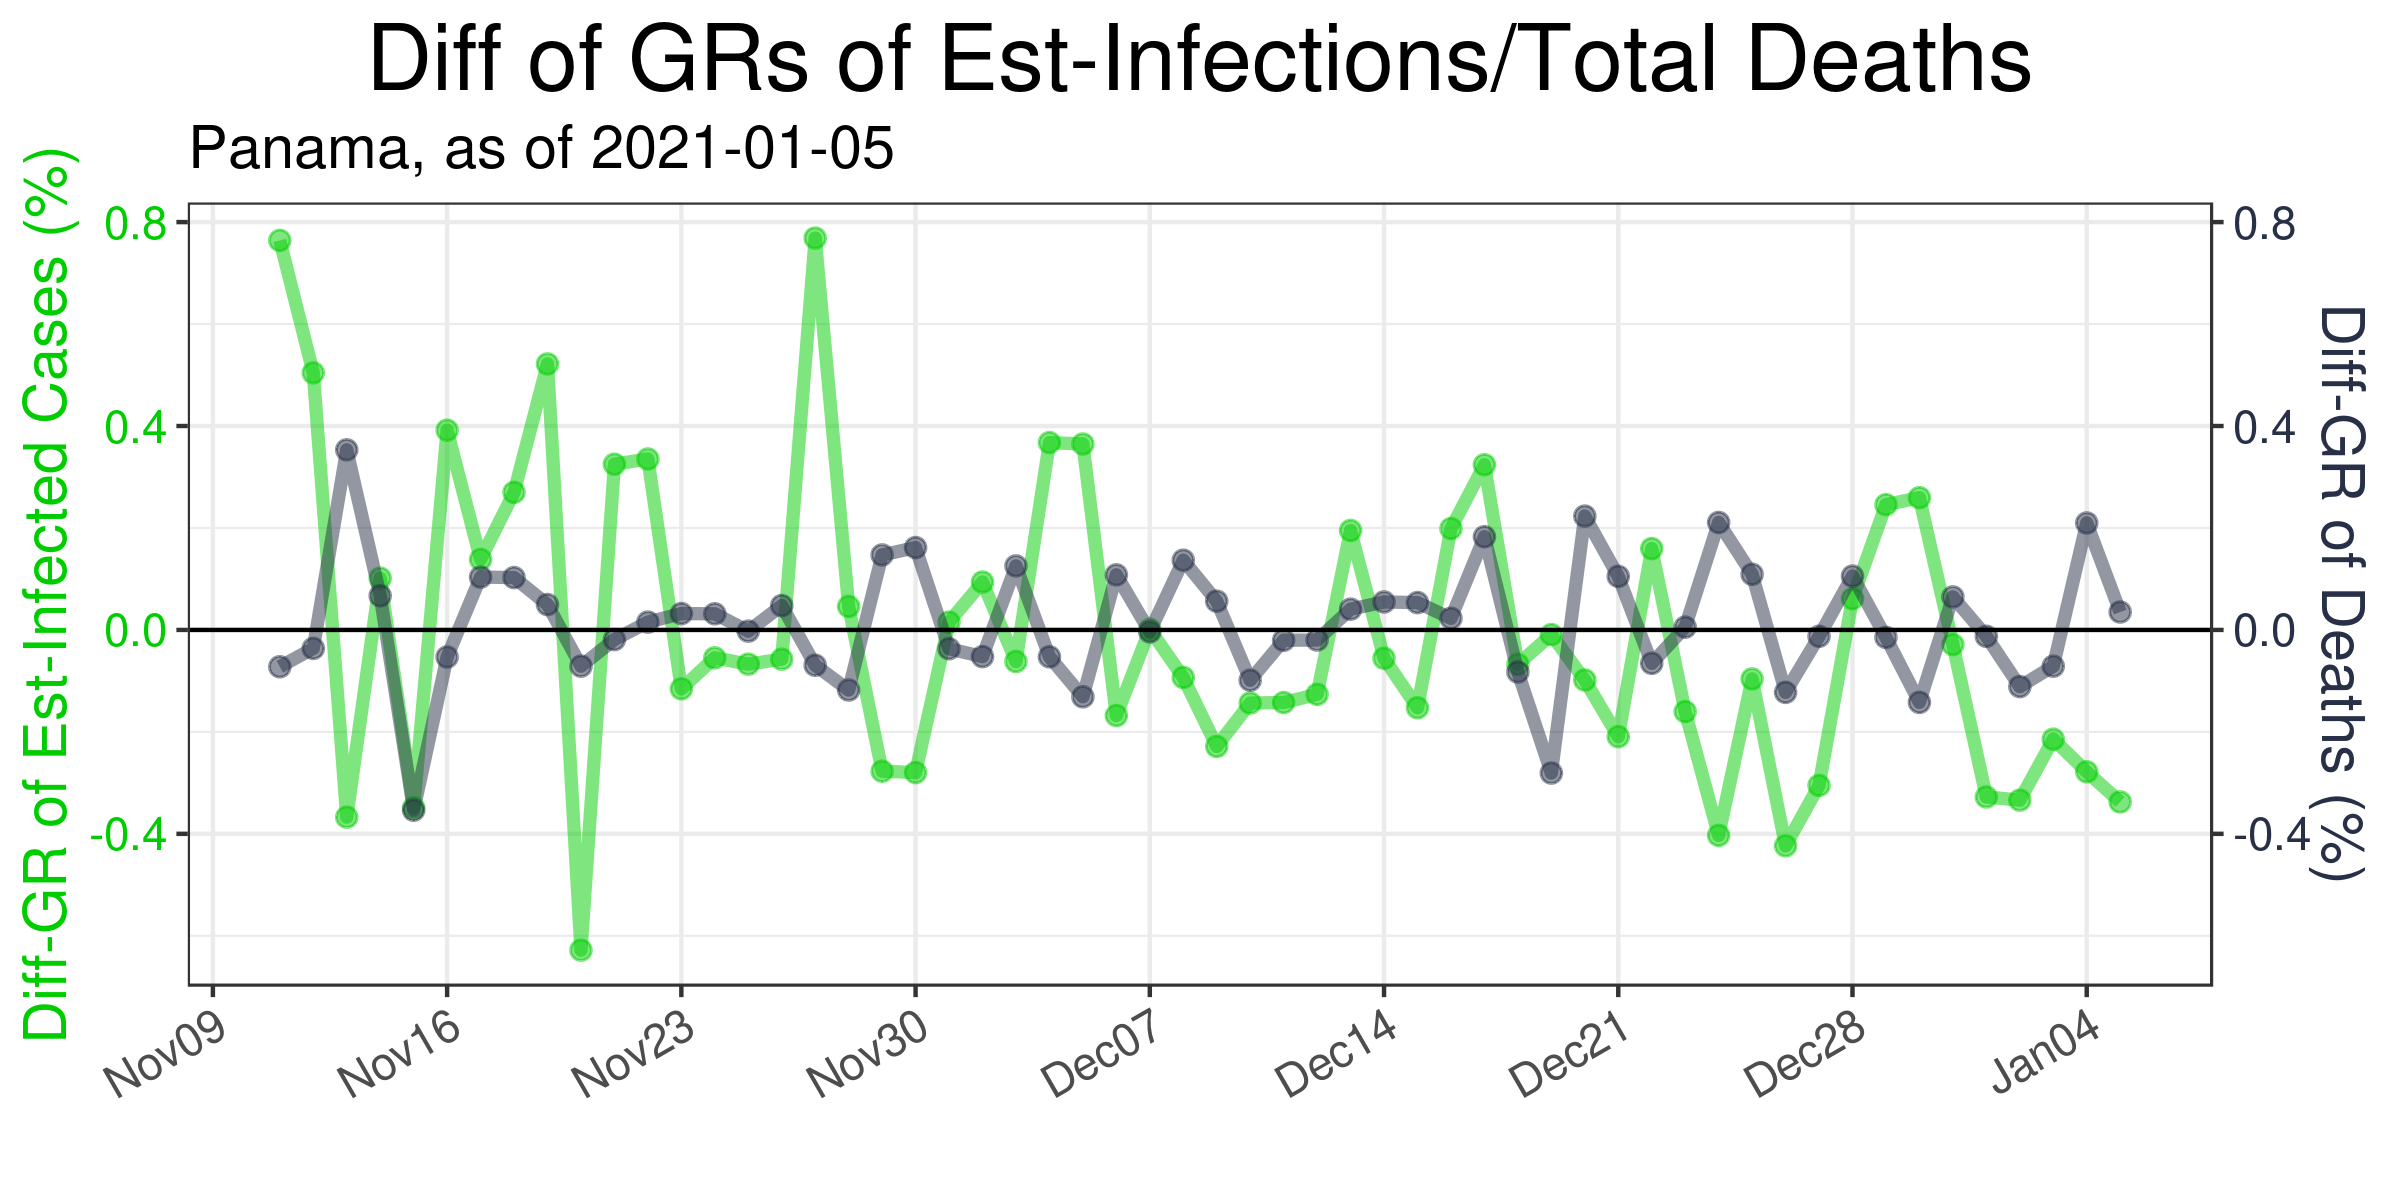 Diff of GRs of Est-Infections/Total Deaths
Panama, as of 2021-01-05
Diff-GR of Est-Infected Cases (%)
0.8
0.4
0.0
-0.4
0.8
0.4
0.0
-0.4
Diff-GR of Deaths (%)
Nov09
Nov16
Nov23
Nov30
Dec07
Dec14
Dec21
Dec28
Jan04